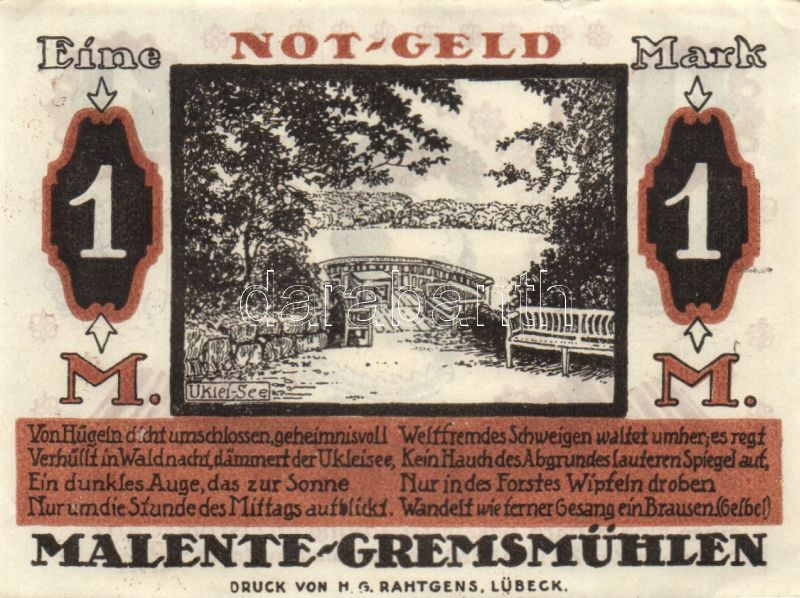 Eine NOT-GELD Mark
1 1
M. M.
Uklei-See
darabanth
Von Hügeln dicht umschlossen, geheimnisvoll
Verhüllt in Waldnacht, dämmert der Ukleisee,
Ein dunkles Auge, das zur Sonne
Nur um die Stunde des Mittags aufblickt.
Weltfremdes Schweigen waltet umher; es regt
Kein Hauch des Abgrundes lauteren Spiegel auf,
Nur in des Forstes Wipfeln droben
Wandelt wie ferner Gesang ein Brausen. (Geibel)
MALENTE-GREMSMÜHLEN
DRUCK VON H. G. RAHTGENS, LÜBECK.